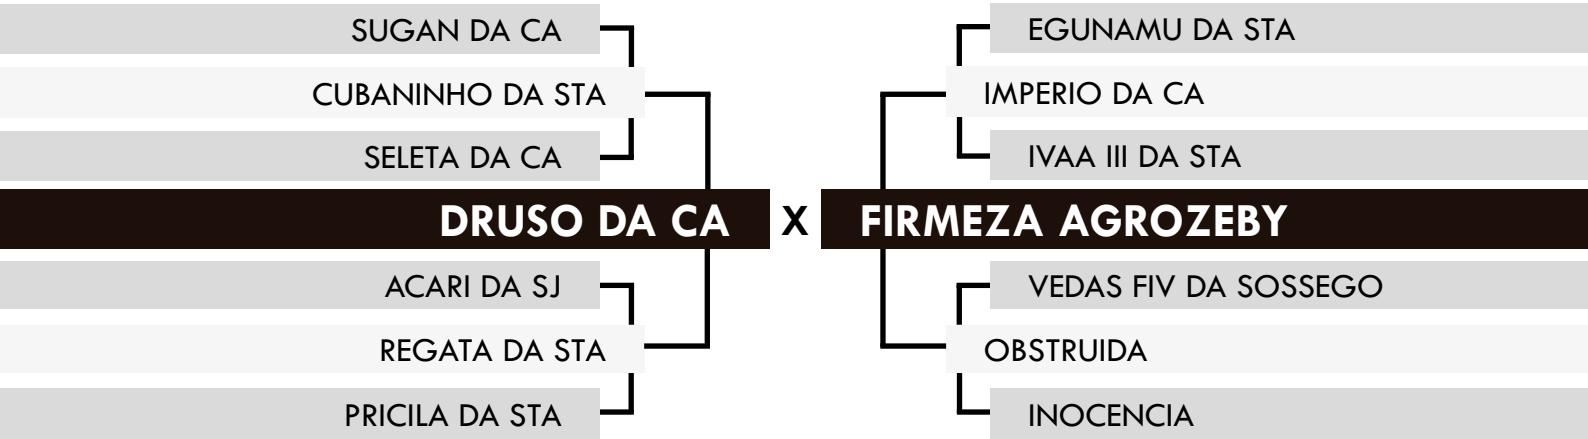 SUGAN DA CA
EGUNAMU DA STA
CUBANINHO DA STA
IMPERIO DA CA
SELETA DA CA
IVAA III DA STA
DRUSO DA CA X FIRMEZA AGROZEBY
ACARI DA SJ
VEDAS FIV DA SOSSEGO
REGATA DA STA
OBSTRUIDA
PRICILA DA STA
INOCENCIA